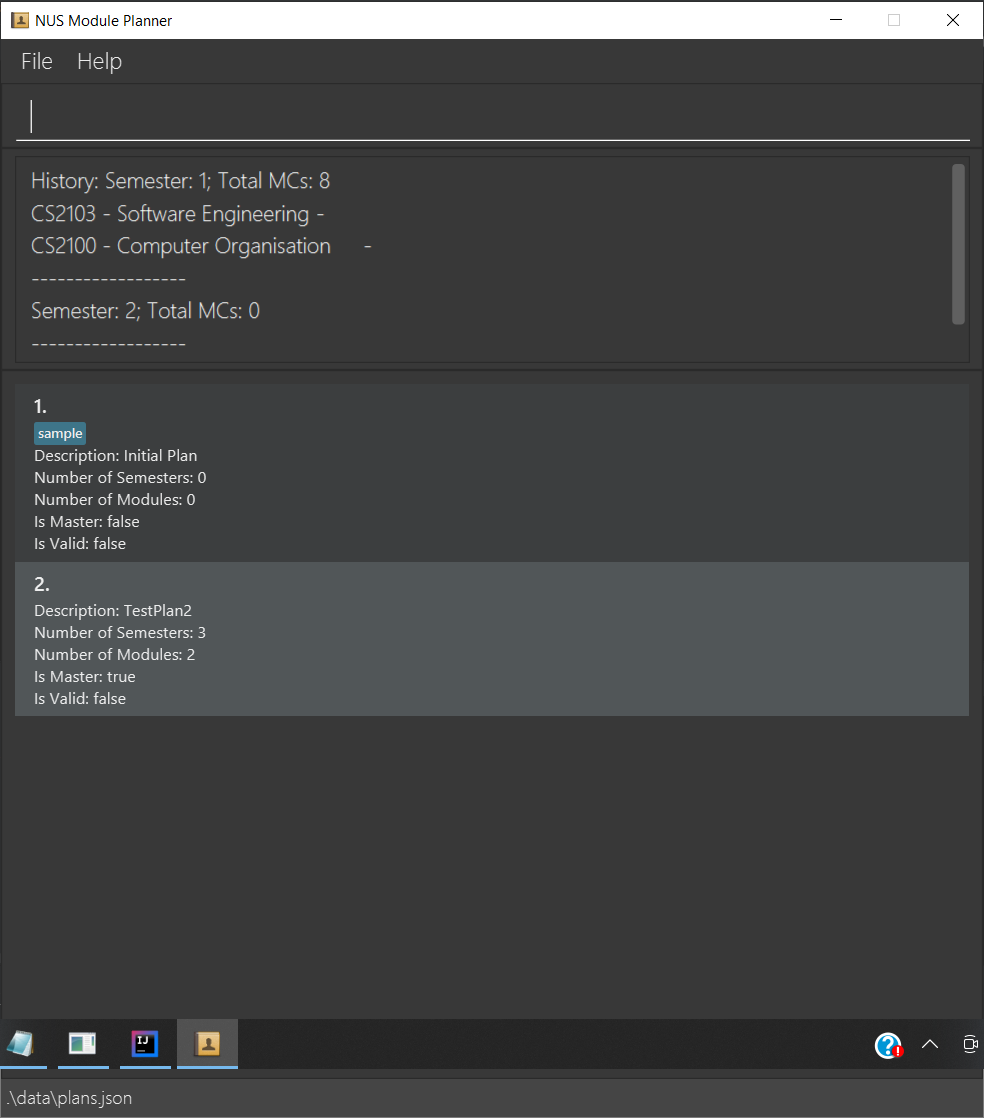 NUS Module Planner
File Help
History: Semester: 1; Total MCs: 8
CS2103 - Software Engineering -
CS2100 - Computer Organisation -
------------------
Semester: 2; Total MCs: 0
------------------
1.
sample
Description: Initial Plan
Number of Semesters: 0
Number of Modules: 0
Is Master: false
Is Valid: false
2.
Description: TestPlan2
Number of Semesters: 3
Number of Modules: 2
Is Master: true
Is Valid: false
IJ
.\data\plans.json